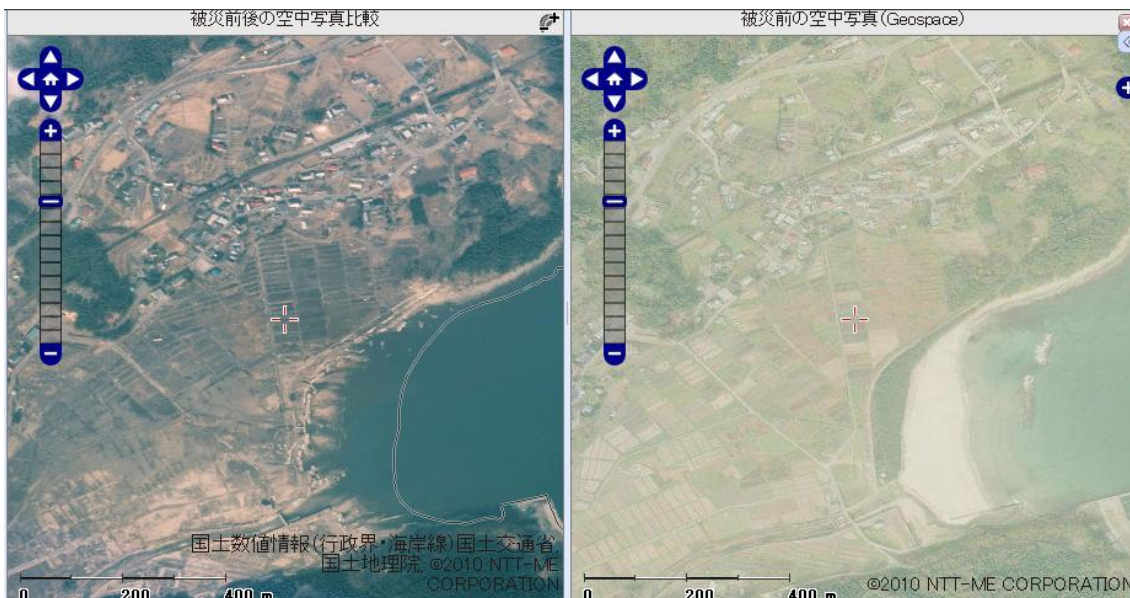 被災前後の空中写真比較
被災前の空中写真(Geospace)
国土数値情報(行政界・海岸線)国土交通省,
国土地理院, ©2010 NTT-ME
CORPORATION
0 200 400 m
©2010 NTT-ME CORPORATION
0 200 400 m